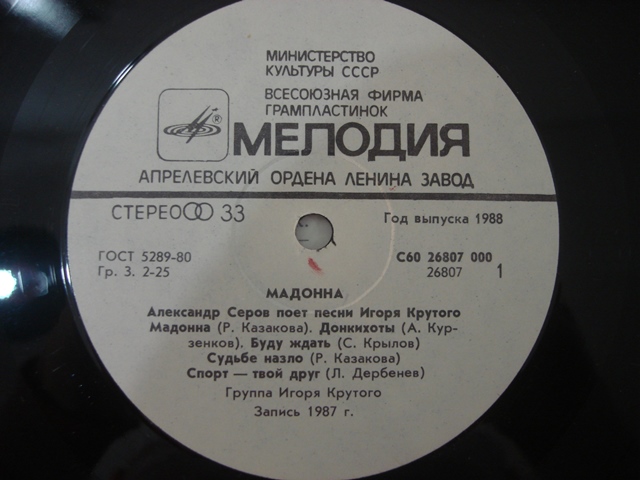 МИНИСТЕРСТВО
КУЛЬТУРЫ СССР
ВСЕСОЮЗНАЯ ФИРМА
ГРАМПЛАСТИНОК
®
МЕЛОДИЯ
АПРЕЛЕВСКИЙ ОРДЕНА ЛЕНИНА ЗАВОД
СТЕРЕО 33
Год выпуска 1988
ГОСТ 5289-80
С60 26807 000
Гр. 3. 2-25
26807 1
МАДОННА
Александр Серов поет песни Игоря Крутого
Мадонна (Р. Казакова). Донкихоты (А. Кур-
зенков). Буду ждать (С. Крылов)
Судьбе назло (Р. Казакова)
Спорт — твой друг (Л. Дербенев)
Группа Игоря Крутого
Запись 1987 г.